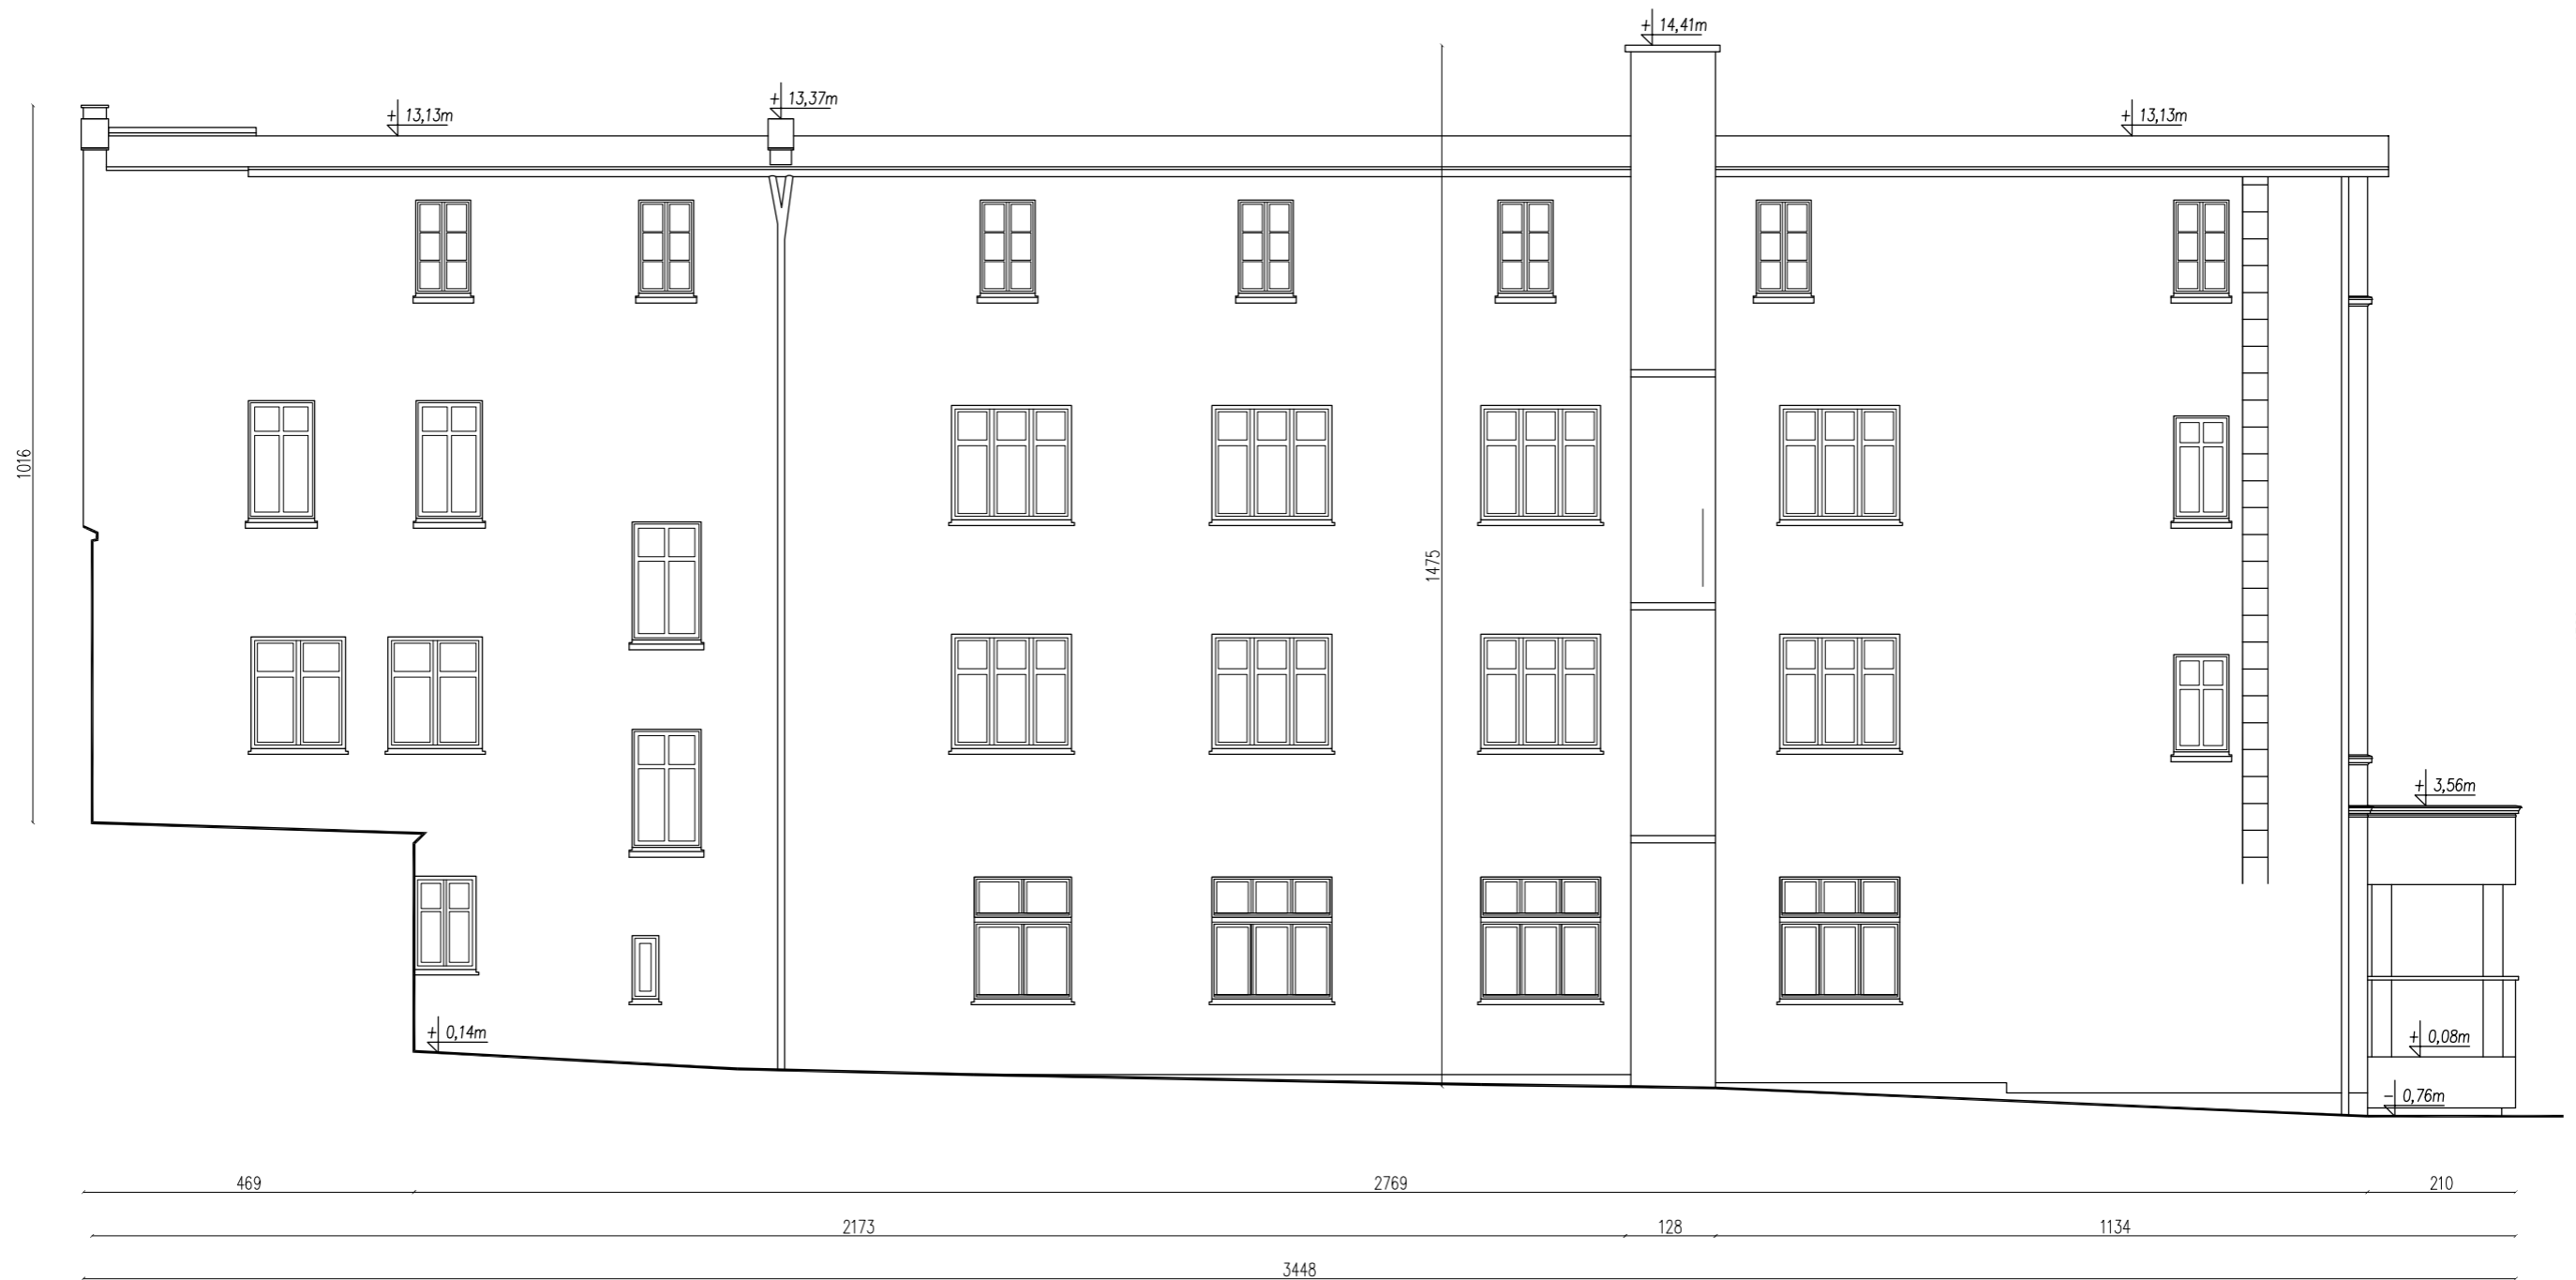 + 14,41m
+ 13,37m
+ 13,13m
+ 13,13m
1016
1475
+ 3,56m
+ 0,14m
+ 0,08m
- 0,76m
469
2769
210
2173
128
1134
3448